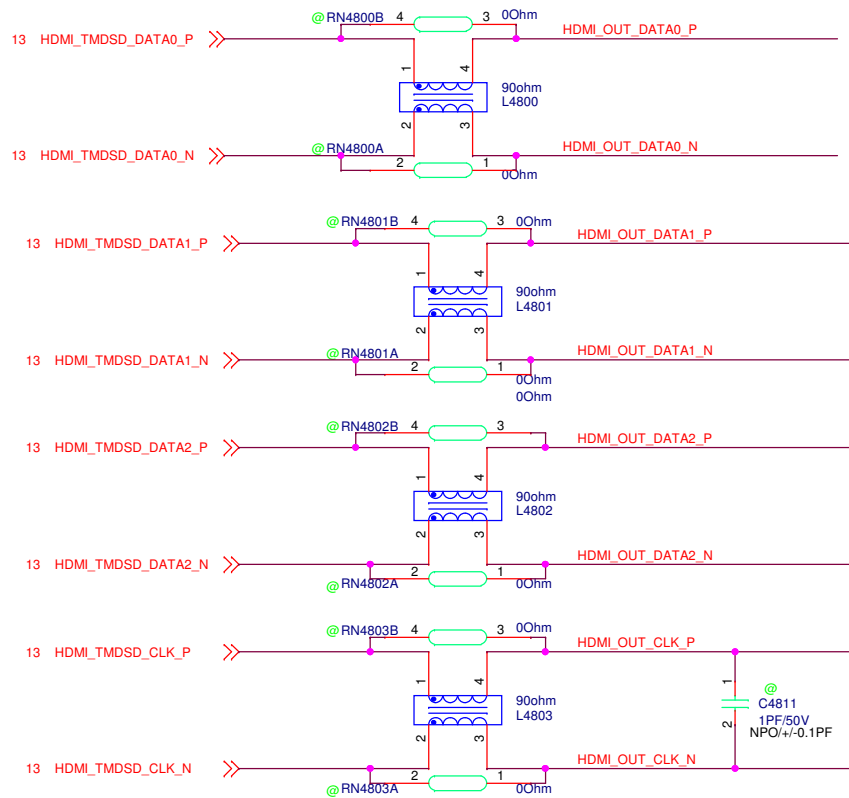 @ RN4800B 4 3 0Ohm
13 HDMI_TMDSD_DATA0_P HDMI_OUT_DATA0_P
1 4
90ohm
L4800
2 3
13 HDMI_TMDSD_DATA0_N @ RN4800A HDMI_OUT_DATA0_N
2 1 0Ohm
@ RN4801B 4 3 0Ohm
13 HDMI_TMDSD_DATA1_P HDMI_OUT_DATA1_P
1 4
90ohm
L4801
2 3
13 HDMI_TMDSD_DATA1_N @ RN4801A HDMI_OUT_DATA1_N
2 1 0Ohm
0Ohm
@ RN4802B 4 3
13 HDMI_TMDSD_DATA2_P HDMI_OUT_DATA2_P
1 4
90ohm
L4802
2 3
13 HDMI_TMDSD_DATA2_N HDMI_OUT_DATA2_N
@ RN4802A 2 1 0Ohm
@ RN4803B 4 3 0Ohm
13 HDMI_TMDSD_CLK_P HDMI_OUT_CLK_P
1 4
90ohm
L4803
2 3
1 @
C4811
1PF/50V
2 NPO/+/-0.1PF
13 HDMI_TMDSD_CLK_N HDMI_OUT_CLK_N
@ RN4803A 2 1 0Ohm